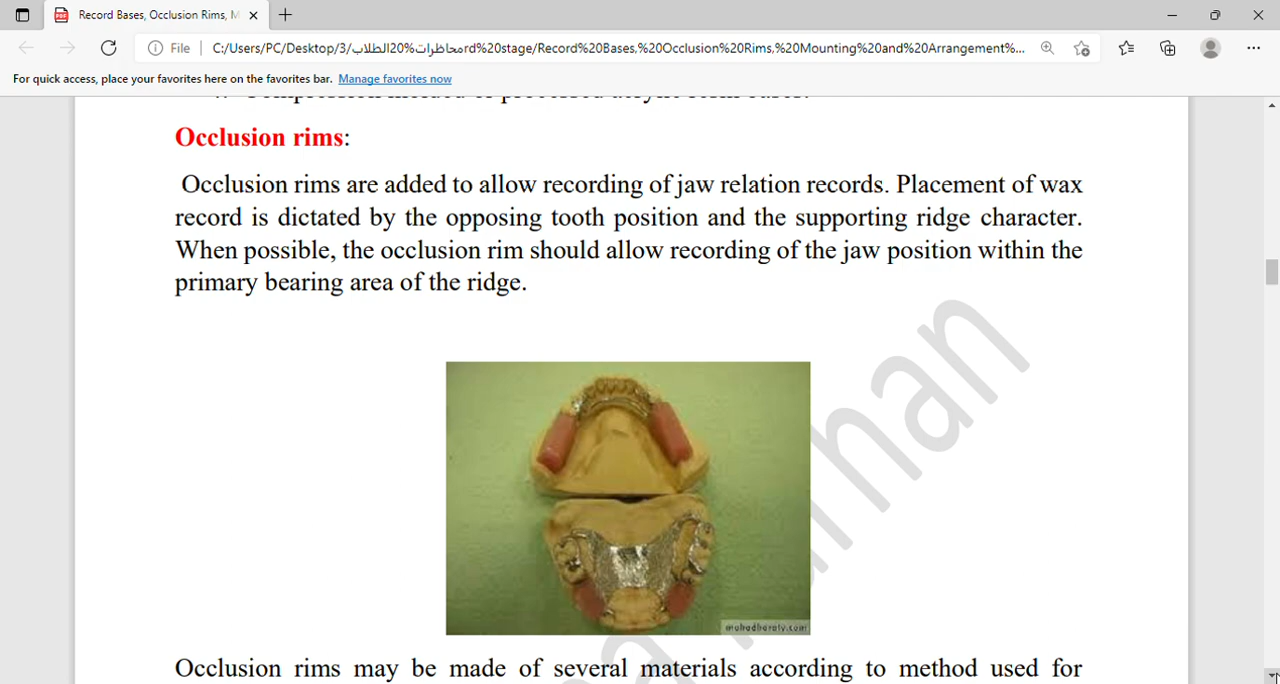 Record Bases, Occlusion Rims, M
File
C:/Users/PC/Desktop/3/محاظرات%20الطلابrd%20stage/Record%20Bases,%20Occlusion%20Rims,%20Mounting%20and%20Arrangement%...
For quick access, place your favorites here on the favorites bar. Manage favorites now
Occlusion rims:
Occlusion rims are added to allow recording of jaw relation records. Placement of wax
record is dictated by the opposing tooth position and the supporting ridge character.
When possible, the occlusion rim should allow recording of the jaw position within the
primary bearing area of the ridge.
muhadharaty.com
Occlusion rims may be made of several materials according to method used for